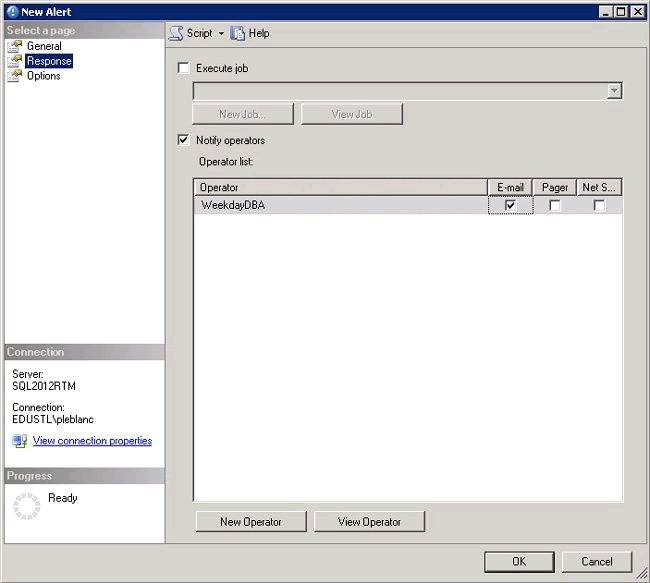 New Alert
Select a page
General
Response
Options
Script
Help
Execute job
New Job...
View Job
Notify operators
Operator list:
Operator E-mail Pager Net S...
WeekdayDBA
Connection
Server:
SQL2012RTM
Connection:
EDUSTL\pleblanc
View connection properties
Progress
Ready
New Operator
View Operator
OK
Cancel